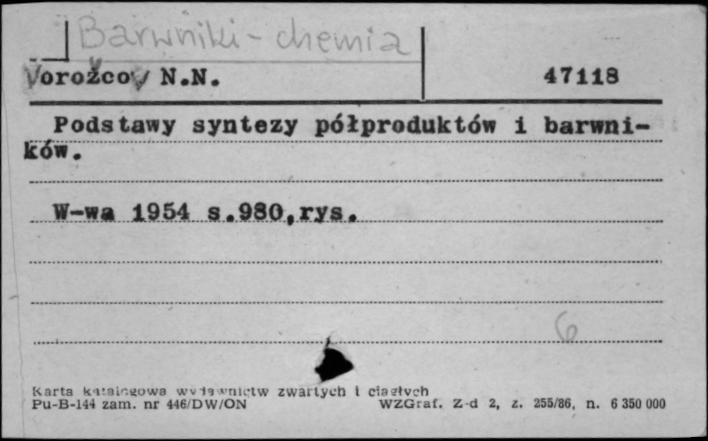 Barwniki - chemia
Vorožcov N.N. 47118
Podstawy syntezy półproduktów i barwni-
ków.
W-wa 1954 s.980,rys.
6
Karta katalogowa wydawnictw zwartych i ciągłych
Pu-B-144 zam. nr 446/DW/ON WZGraf. Z-d 2, z. 255/86, n. 6 350 000